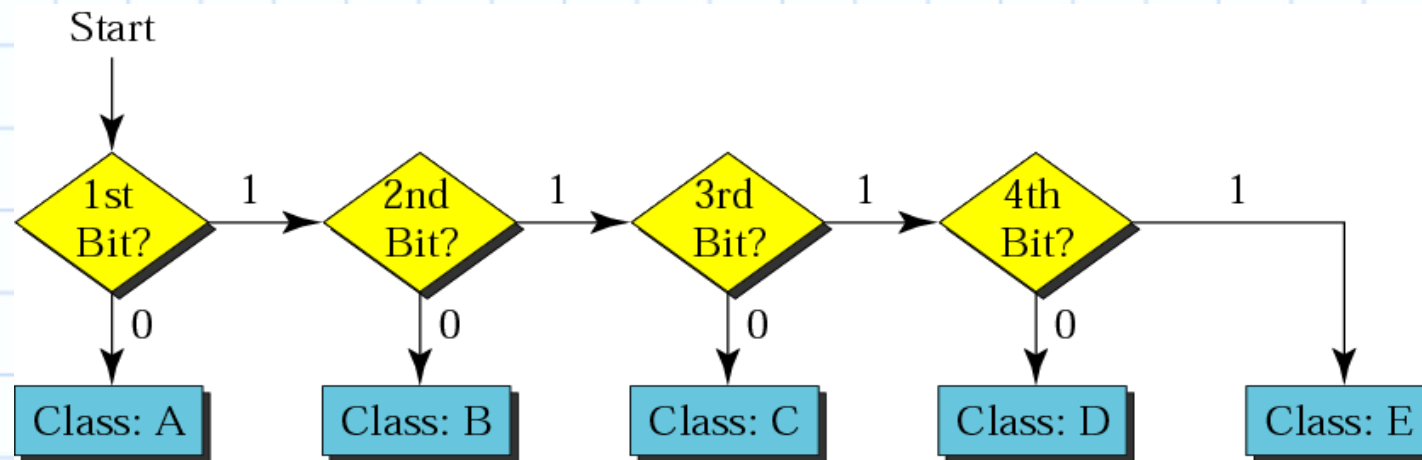 Start
1st
Bit?
1
2nd
Bit?
1
3rd
Bit?
1
4th
Bit?
1
0
0
0
0
Class: A
Class: B
Class: C
Class: D
Class: E